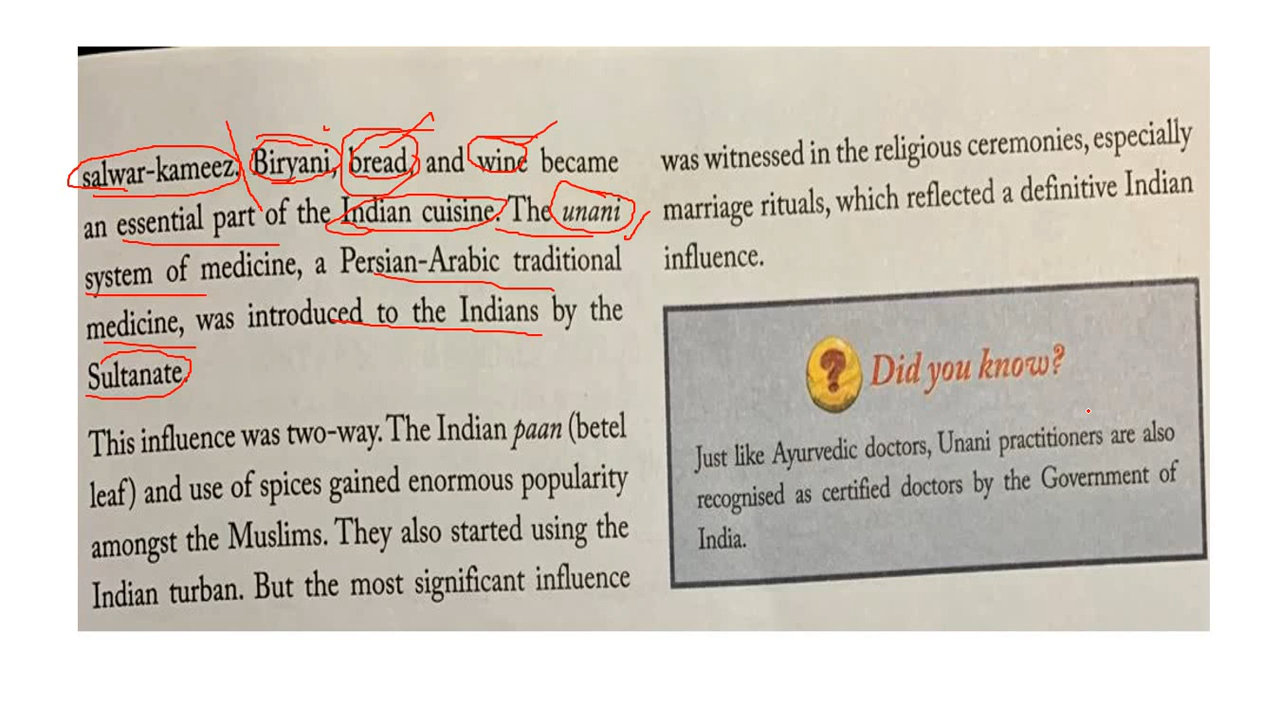 salwar-kameez. Biryani, bread, and wine became
an essential part of the Indian cuisine. The unani
system of medicine, a Persian-Arabic traditional
medicine, was introduced to the Indians by the
Sultanate.
This influence was two-way. The Indian paan (betel
leaf) and use of spices gained enormous popularity
amongst the Muslims. They also started using the
Indian turban. But the most significant influence
was witnessed in the religious ceremonies, especially
marriage rituals, which reflected a definitive Indian
influence.
? Did you know?
Just like Ayurvedic doctors, Unani practitioners are also
recognised as certified doctors by the Government of
India.